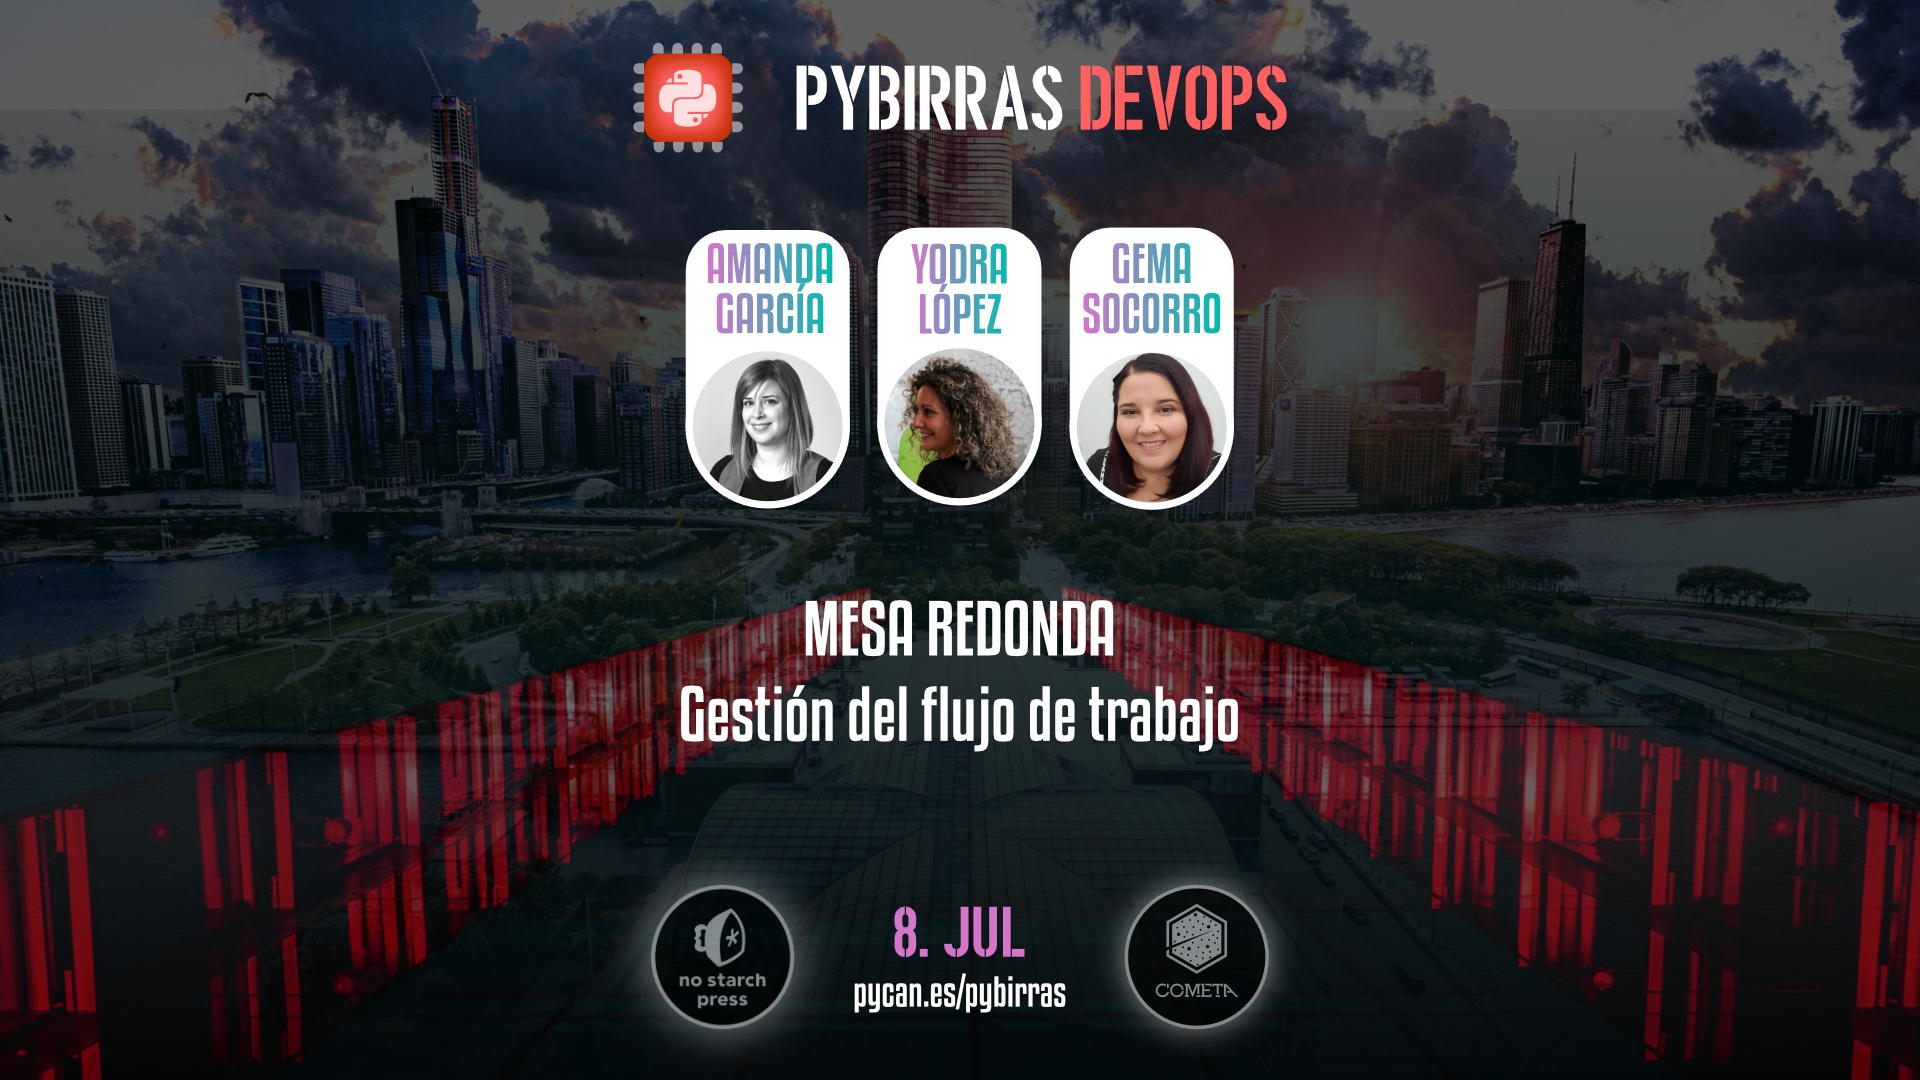 PYBIRRAS DEVOPS
AMANDA
GARCÍA
YODRA
LÓPEZ
GEMA
SOCORRO
MESA REDONDA
Gestión del flujo de trabajo
no starch
press
8. JUL
pycan.es/pybirras
COMETA